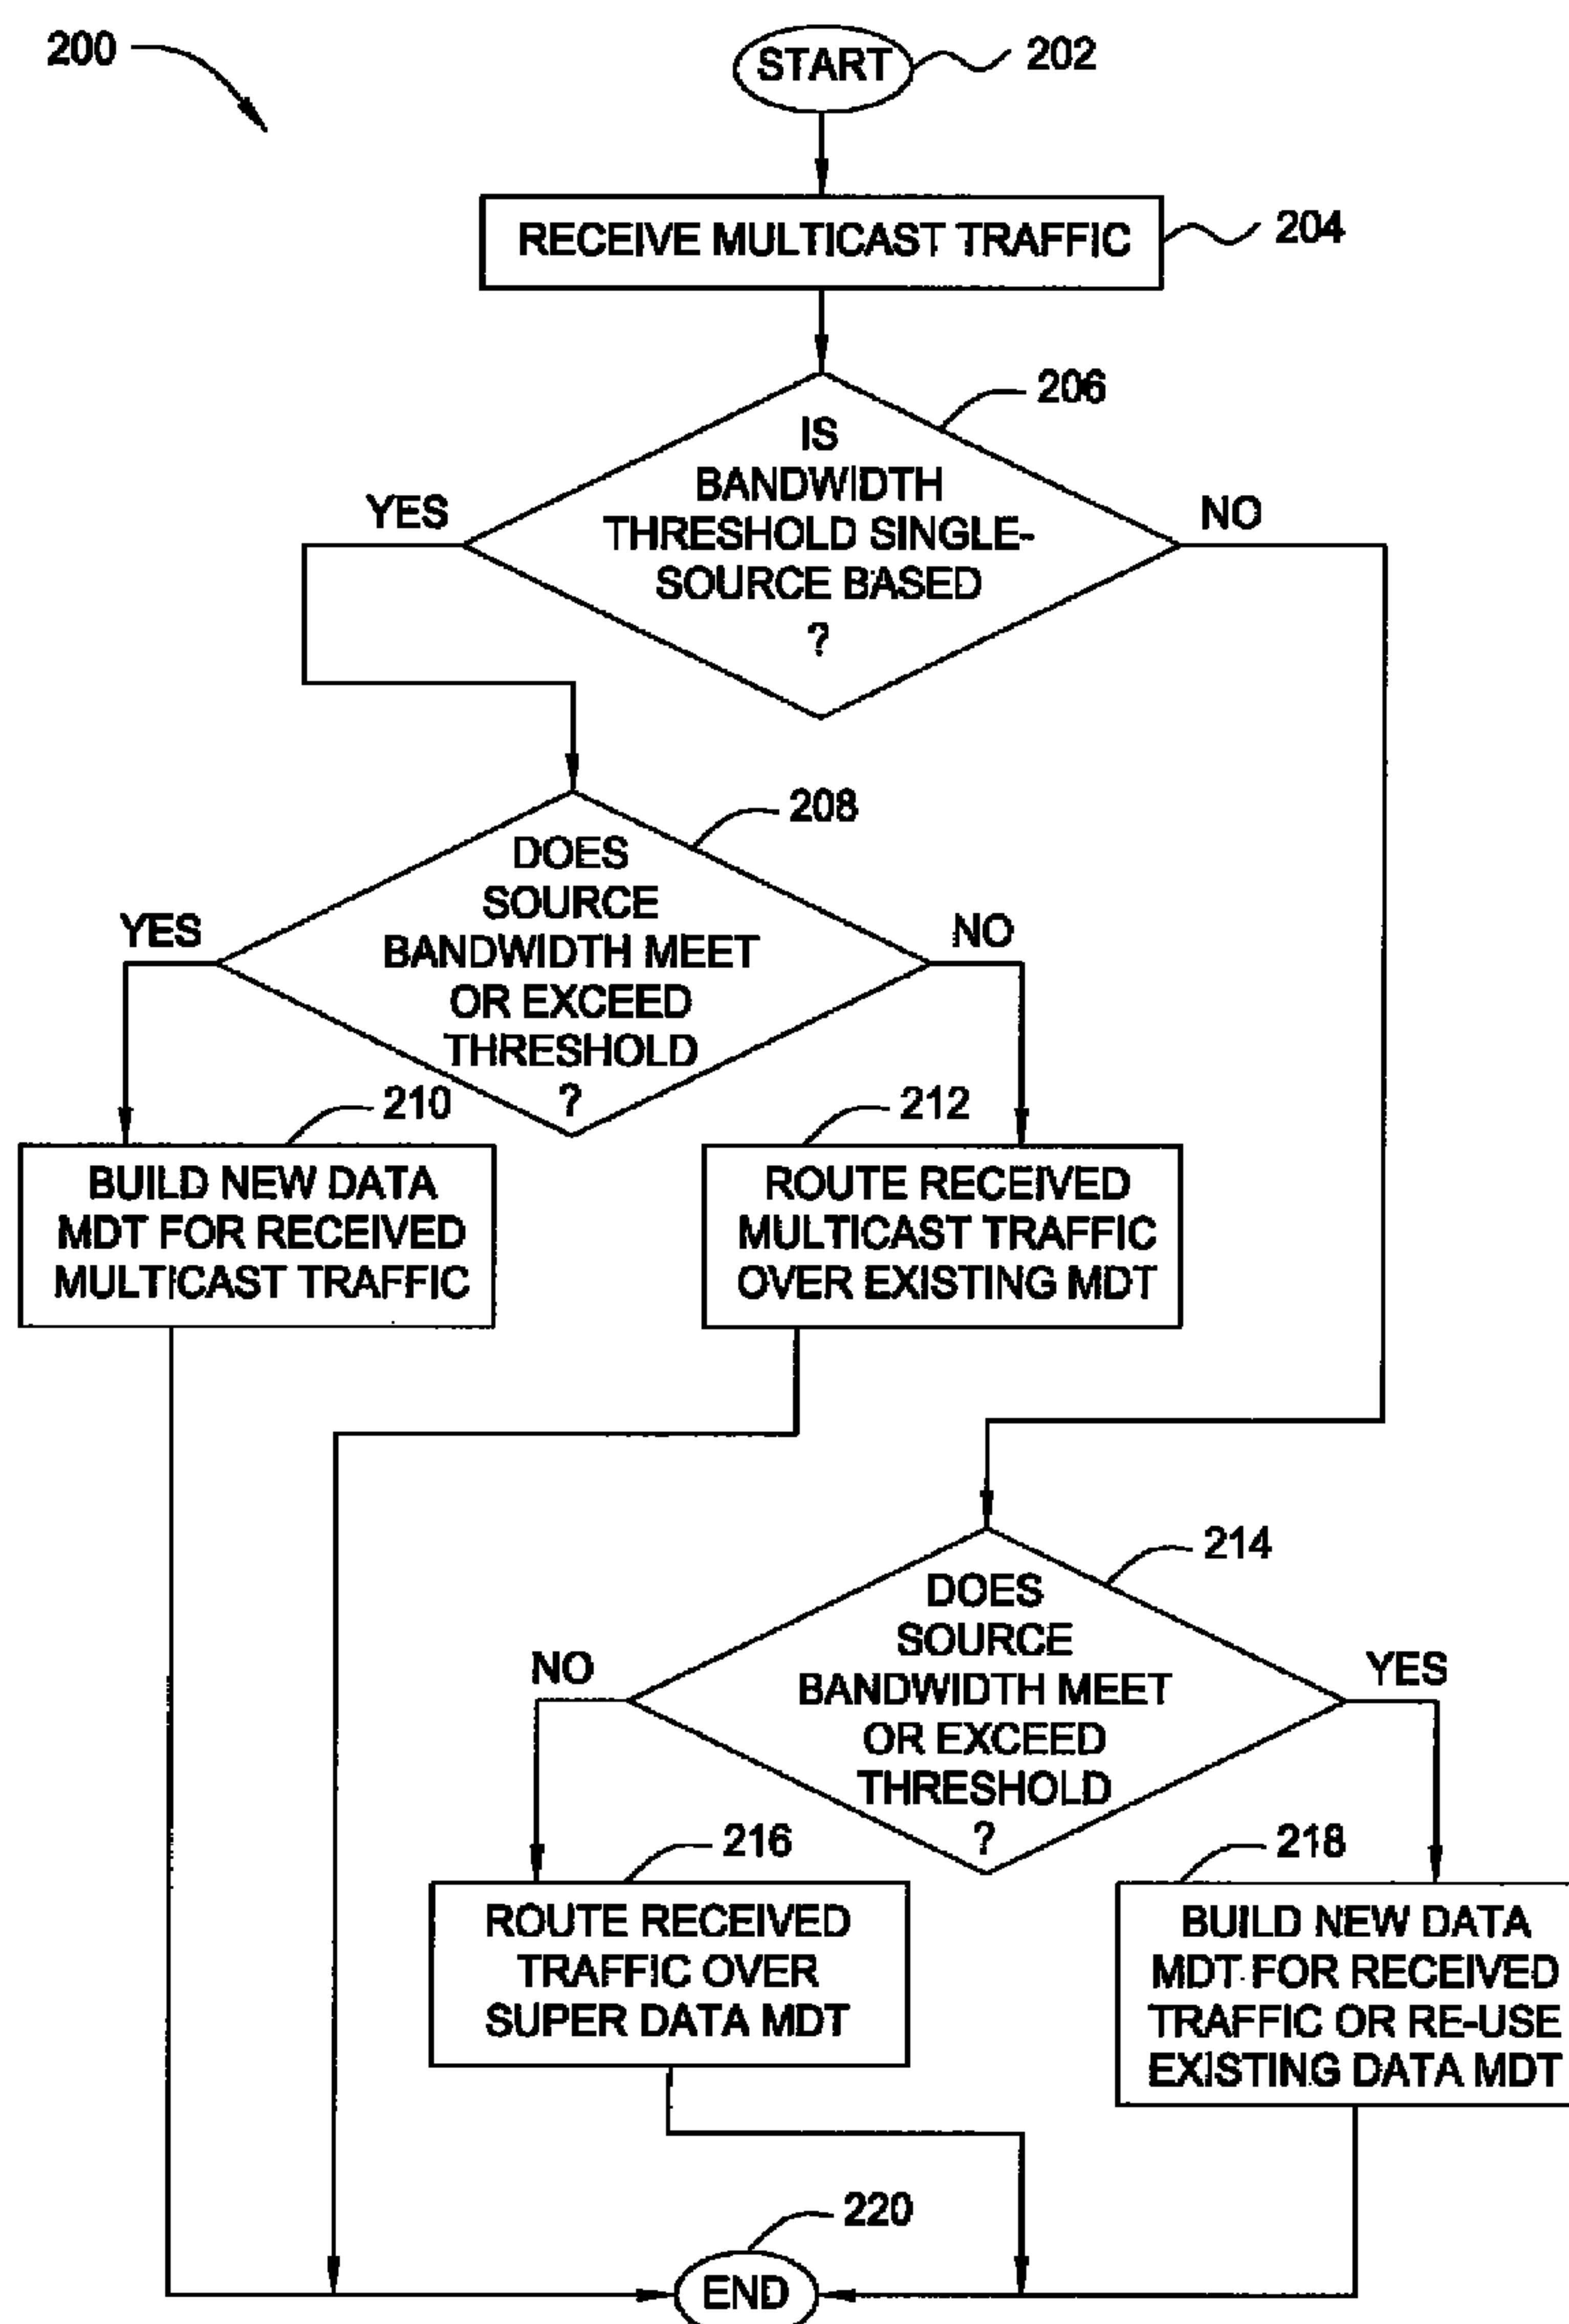 200
START
202
RECEIVE MULTICAST TRAFFIC
204
206
IS
BANDWIDTH
THRESHOLD SINGLE-
SOURCE BASED
?
YES
NO
208
DOES
SOURCE
BANDWIDTH MEET
OR EXCEED
THRESHOLD
?
YES
NO
210
BUILD NEW DATA
MDT FOR RECEIVED
MULTICAST TRAFFIC
212
ROUTE RECEIVED
MULTICAST TRAFFIC
OVER EXISTING MDT
214
DOES
SOURCE
BANDWIDTH MEET
OR EXCEED
THRESHOLD
?
NO
YES
216
ROUTE RECEIVED
TRAFFIC OVER
SUPER DATA MDT
218
BUILD NEW DATA
MDT FOR RECEIVED
TRAFFIC OR RE-USE
EXISTING DATA MDT
220
END